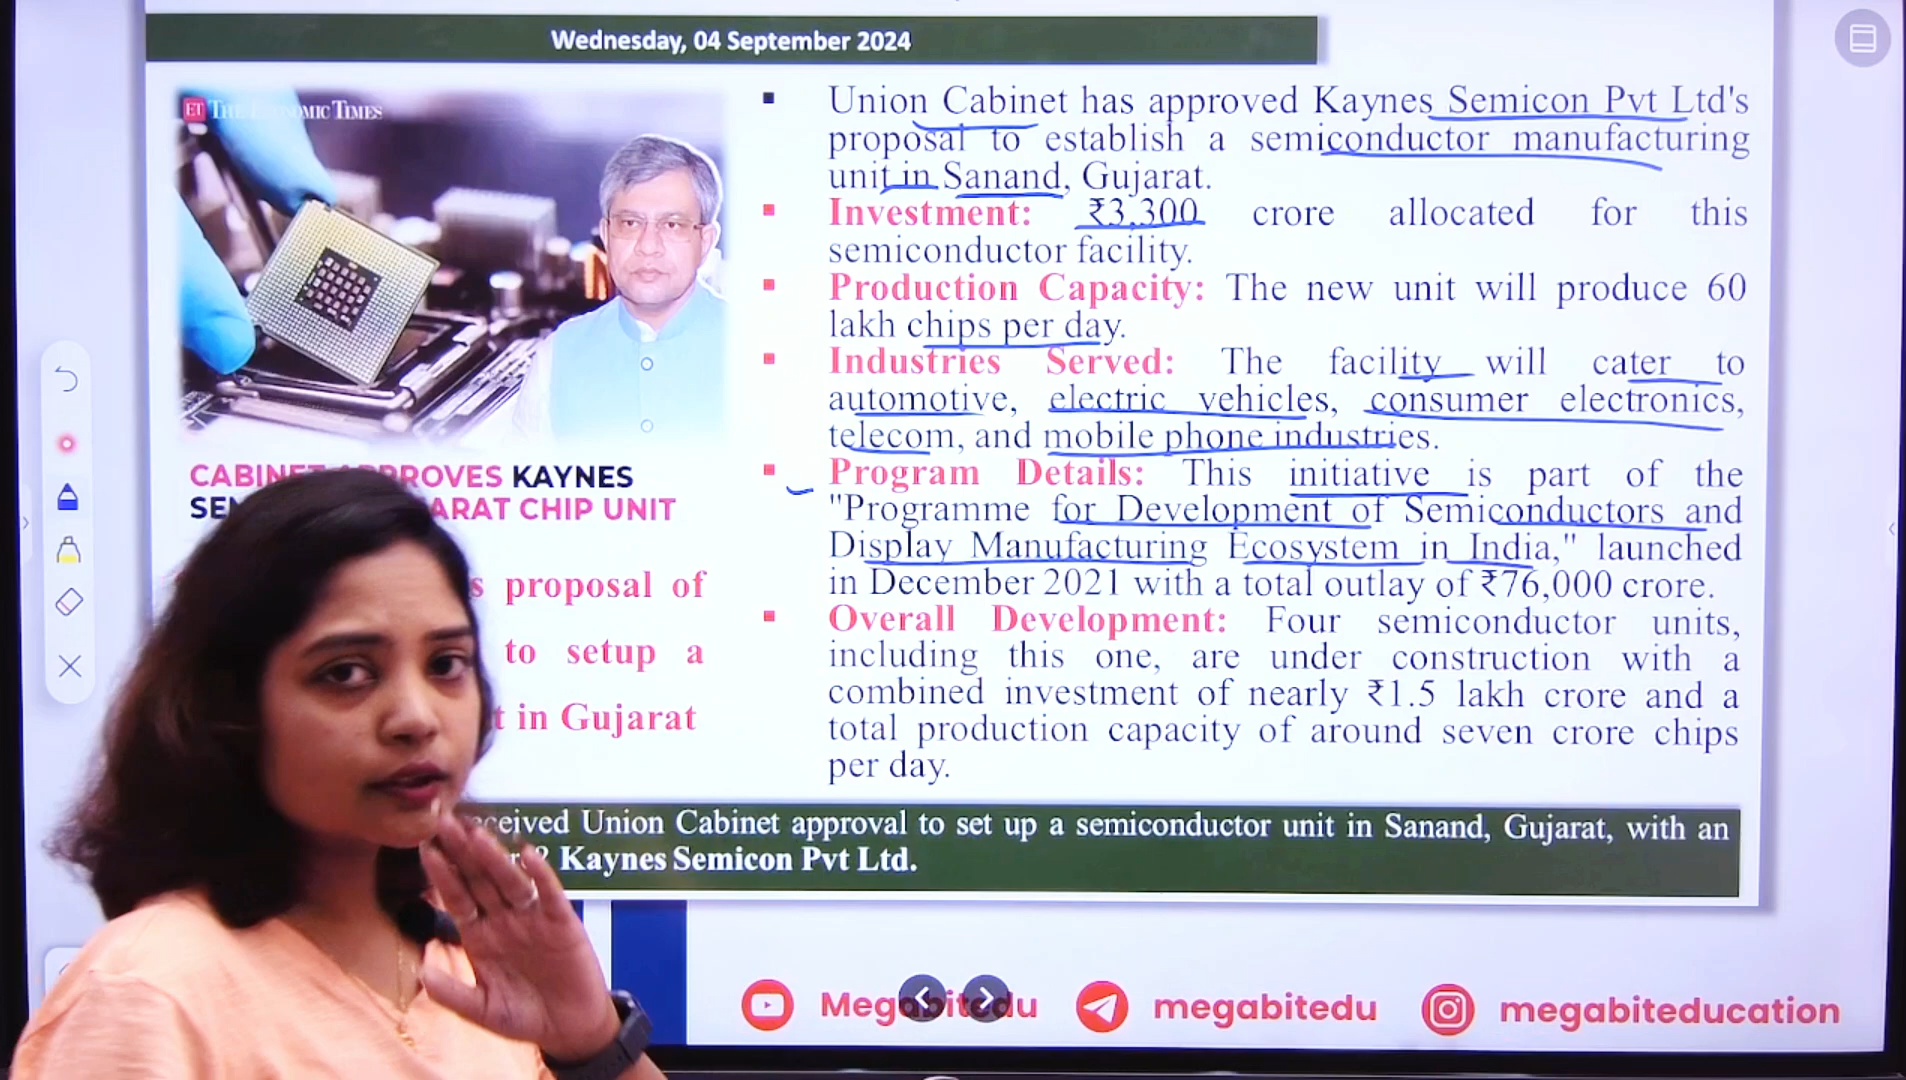 Wednesday, 04 September 2024
ET THE ECONOMIC TIMES
CABINET APPROVES KAYNES
SEM ARAT CHIP UNIT
s proposal of
to setup a
t in Gujarat
▪ Union Cabinet has approved Kaynes Semicon Pvt Ltd's
proposal to establish a semiconductor manufacturing
unit in Sanand, Gujarat.
▪ Investment: ₹3,300 crore allocated for this
semiconductor facility.
▪ Production Capacity: The new unit will produce 60
lakh chips per day.
▪ Industries Served: The facility will cater to
automotive, electric vehicles, consumer electronics,
telecom, and mobile phone industries.
▪ Program Details: This initiative is part of the
"Programme for Development of Semiconductors and
Display Manufacturing Ecosystem in India," launched
in December 2021 with a total outlay of ₹76,000 crore.
▪ Overall Development: Four semiconductor units,
including this one, are under construction with a
combined investment of nearly ₹1.5 lakh crore and a
total production capacity of around seven crore chips
per day.
eceived Union Cabinet approval to set up a semiconductor unit in Sanand, Gujarat, with an
? Kaynes Semicon Pvt Ltd.
Megabitedu megabitedu megabiteducation